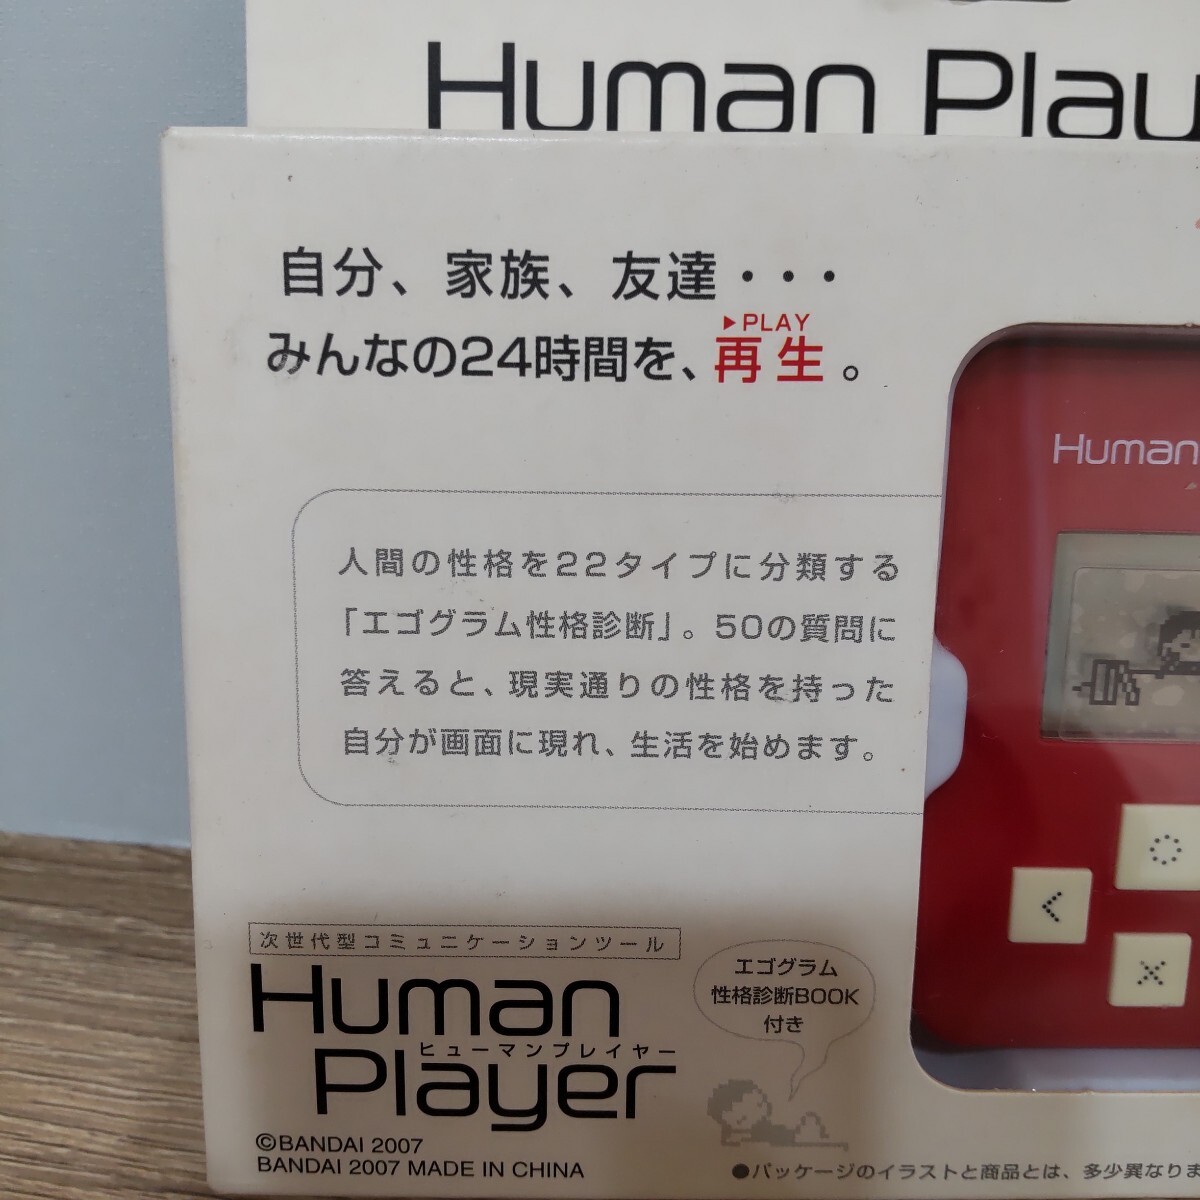 Human Play
自分、家族、友達・・・
▶PLAY
みんなの24時間を、再生。
Human
人間の性格を22タイプに分類する
「エゴグラム性格診断」。50の質問に
答えると、現実通りの性格を持った
自分が画面に現れ、生活を始めます。
次世代型コミュニケーションツール
Human
ヒューマンプレイヤー
Player
エゴグラム
性格診断BOOK
付き
©BANDAI 2007
BANDAI 2007 MADE IN CHINA
●パッケージのイラストと商品とは、多少異なりま